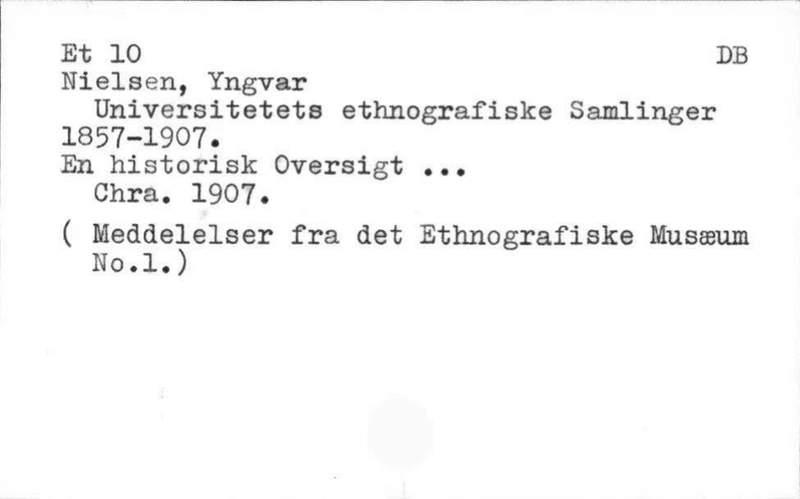 Et 10 DB
Nielsen, Yngvar
Universitetets ethnografiske Samlinger
1857-1907.
En historisk Oversigt ...
Chra. 1907.
( Meddelelser fra det Ethnografiske Musæum
No.1.)